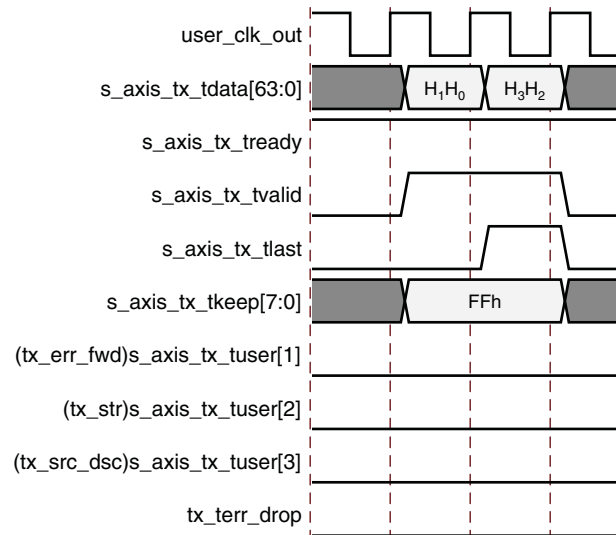 user_clk_out
s_axis_tx_tdata[63:0] H₁H₀ H₃H₂
s_axis_tx_tready
s_axis_tx_tvalid
s_axis_tx_tlast
s_axis_tx_tkeep[7:0] FFh
(tx_err_fwd)s_axis_tx_tuser[1]
(tx_str)s_axis_tx_tuser[2]
(tx_src_dsc)s_axis_tx_tuser[3]
tx_terr_drop